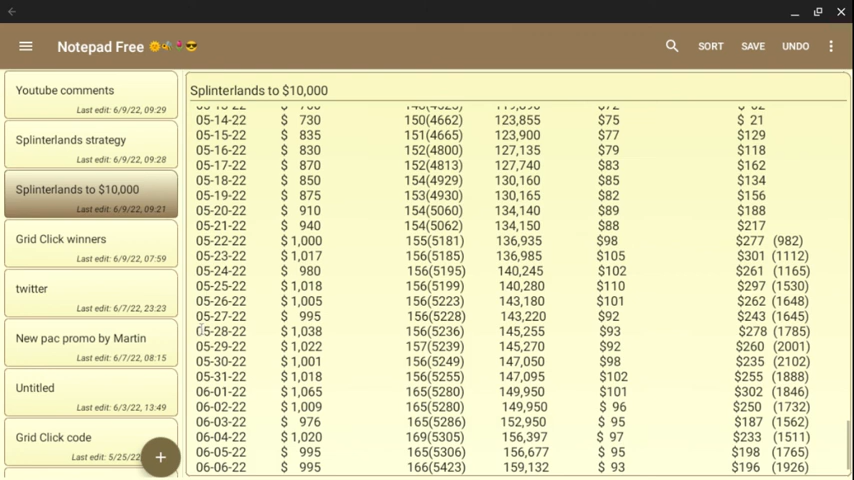 Notepad Free 🌞🐝🌷😎
SORT
SAVE
UNDO
Youtube comments
Last edit: 6/9/22, 09:29
Splinterlands strategy
Last edit: 6/9/22, 09:28
Splinterlands to $10,000
Last edit: 6/9/22, 09:21
Grid Click winners
Last edit: 6/9/22, 07:59
twitter
Last edit: 6/7/22, 23:23
New pac promo by Martin
Last edit: 6/7/22, 08:15
Untitled
Last edit: 6/3/22, 13:49
Grid Click code
Last edit: 5/25/22
Splinterlands to $10,000
05-14-22 $ 730 150(4662) 123,855 $75 $ 21
05-15-22 $ 835 151(4665) 123,900 $77 $129
05-16-22 $ 830 152(4800) 127,135 $79 $118
05-17-22 $ 870 152(4813) 127,740 $83 $162
05-18-22 $ 850 154(4929) 130,160 $85 $134
05-19-22 $ 875 153(4930) 130,165 $82 $156
05-20-22 $ 910 154(5060) 134,140 $89 $188
05-21-22 $ 940 154(5062) 134,150 $88 $217
05-22-22 $ 1,000 155(5181) 136,935 $98 $277 (982)
05-23-22 $ 1,017 156(5185) 136,985 $105 $301 (1112)
05-24-22 $ 980 156(5195) 140,245 $102 $261 (1165)
05-25-22 $ 1,018 156(5199) 140,280 $110 $297 (1530)
05-26-22 $ 1,005 156(5223) 143,180 $101 $262 (1648)
05-27-22 $ 995 156(5228) 143,220 $92 $243 (1645)
05-28-22 $ 1,038 156(5236) 145,255 $93 $278 (1785)
05-29-22 $ 1,022 157(5239) 145,270 $92 $260 (2001)
05-30-22 $ 1,001 156(5249) 147,050 $98 $235 (2102)
05-31-22 $ 1,018 156(5255) 147,095 $102 $255 (1888)
06-01-22 $ 1,065 165(5280) 149,950 $101 $302 (1846)
06-02-22 $ 1,009 165(5280) 149,950 $ 96 $250 (1732)
06-03-22 $ 976 165(5286) 152,950 $ 95 $187 (1562)
06-04-22 $ 1,020 169(5305) 156,397 $ 97 $233 (1511)
06-05-22 $ 995 165(5306) 156,677 $ 95 $198 (1765)
06-06-22 $ 995 166(5423) 159,132 $ 93 $196 (1926)